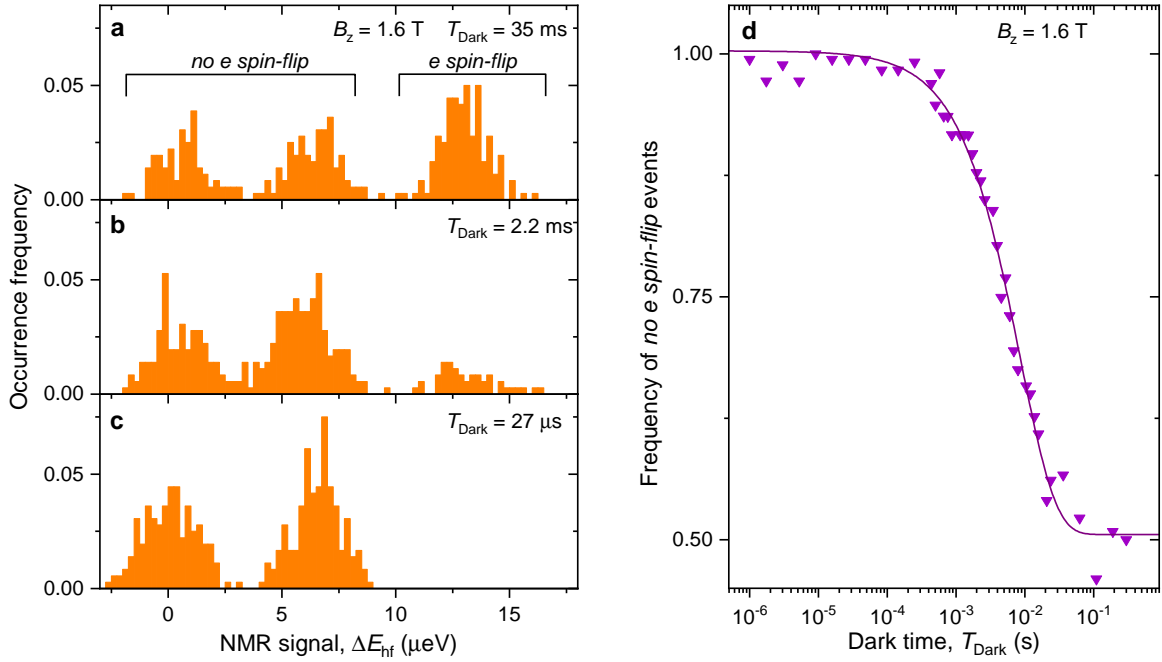 a
B_z = 1.6 T
T_Dark = 35 ms
no e spin-flip
e spin-flip
0.05
0.00
b
T_Dark = 2.2 ms
0.05
0.00
c
T_Dark = 27 μs
0.05
0.00
0
5
10
15
Occurrence frequency
NMR signal, ΔE_hf (μeV)
d
B_z = 1.6 T
1.00
0.75
0.50
10^-6
10^-5
10^-4
10^-3
10^-2
10^-1
Frequency of no e spin-flip events
Dark time, T_Dark (s)